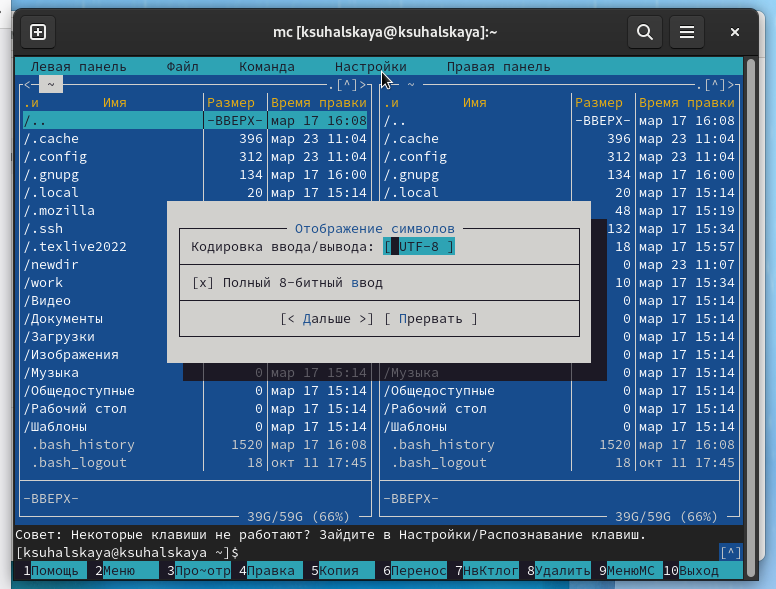 mc [ksuhalskaya@ksuhalskaya]:~
Левая панель Файл Команда Настройки Правая панель
<─ ~ ─.[^]> <─ ~ ─.[^]>
.и Имя Размер Время правки .и Имя Размер Время правки
/.. -ВВЕРХ- мар 17 16:08 /.. -ВВЕРХ- мар 17 16:08
/.cache 396 мар 23 11:04 /.cache 396 мар 23 11:04
/.config 312 мар 23 11:04 /.config 312 мар 23 11:04
/.gnupg 134 мар 17 16:00 /.gnupg 134 мар 17 16:00
/.local 20 мар 17 15:14 /.local 20 мар 17 15:14
/.mozilla 48 мар 17 15:19
/.ssh Отображение символов 132 мар 17 15:34
/.texlive2022 Кодировка ввода/вывода: [ UTF-8 ] 18 мар 17 15:57
/newdir 0 мар 23 11:07
/work [x] Полный 8-битный ввод 10 мар 17 15:34
/Видео 0 мар 17 15:14
/Документы [< Дальше >] [ Прервать ] 0 мар 17 15:14
/Загрузки 0 мар 17 15:14
/Изображения 0 мар 17 15:14
/Музыка 0 мар 17 15:14 /Музыка 0 мар 17 15:14
/Общедоступные 0 мар 17 15:14 /Общедоступные 0 мар 17 15:14
/Рабочий стол 0 мар 17 15:14 /Рабочий стол 0 мар 17 15:14
/Шаблоны 0 мар 17 15:14 /Шаблоны 0 мар 17 15:14
.bash_history 1520 мар 17 16:08 .bash_history 1520 мар 17 16:08
.bash_logout 18 окт 11 17:45 .bash_logout 18 окт 11 17:45
-ВВЕРХ- -ВВЕРХ-
39G/59G (66%) 39G/59G (66%)
Совет: Некоторые клавиши не работают? Зайдите в Настройки/Распознавание клавиш.
[ksuhalskaya@ksuhalskaya ~]$ [^]
1Помощь 2Меню 3Про~отр 4Правка 5Копия 6Перенос 7НвКтлог 8Удалить 9МенюМС 10Выход